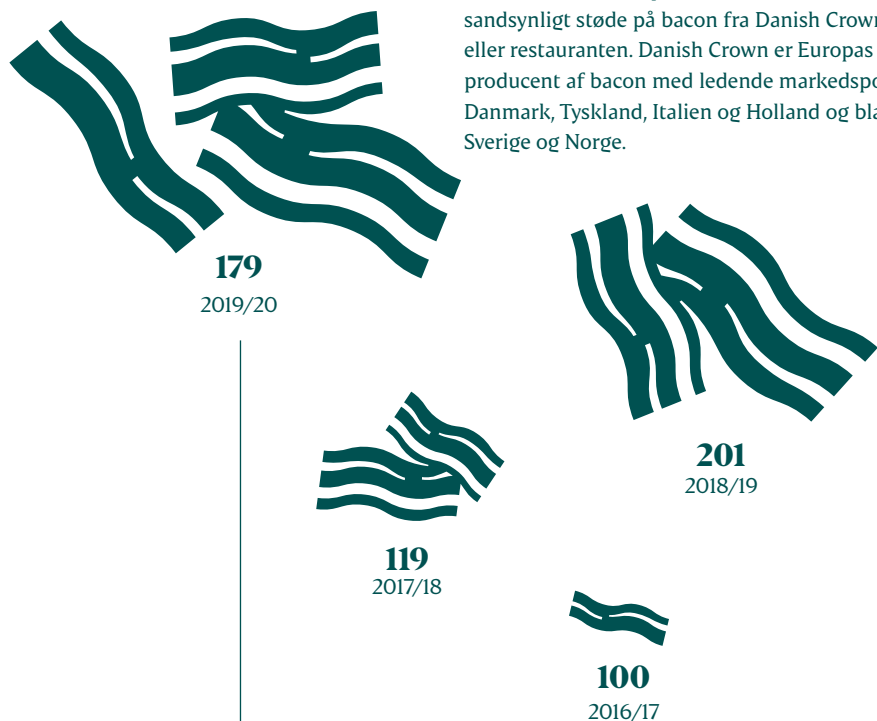 sandsynligt støde på bacon fra Danish Crown
eller restauranten. Danish Crown er Europas
producent af bacon med ledende
Danmark, Tyskland, Italien og Holland og
Sverige og Norge.
179
2019/20
201
2018/19
119
2017/18
100
2016/17